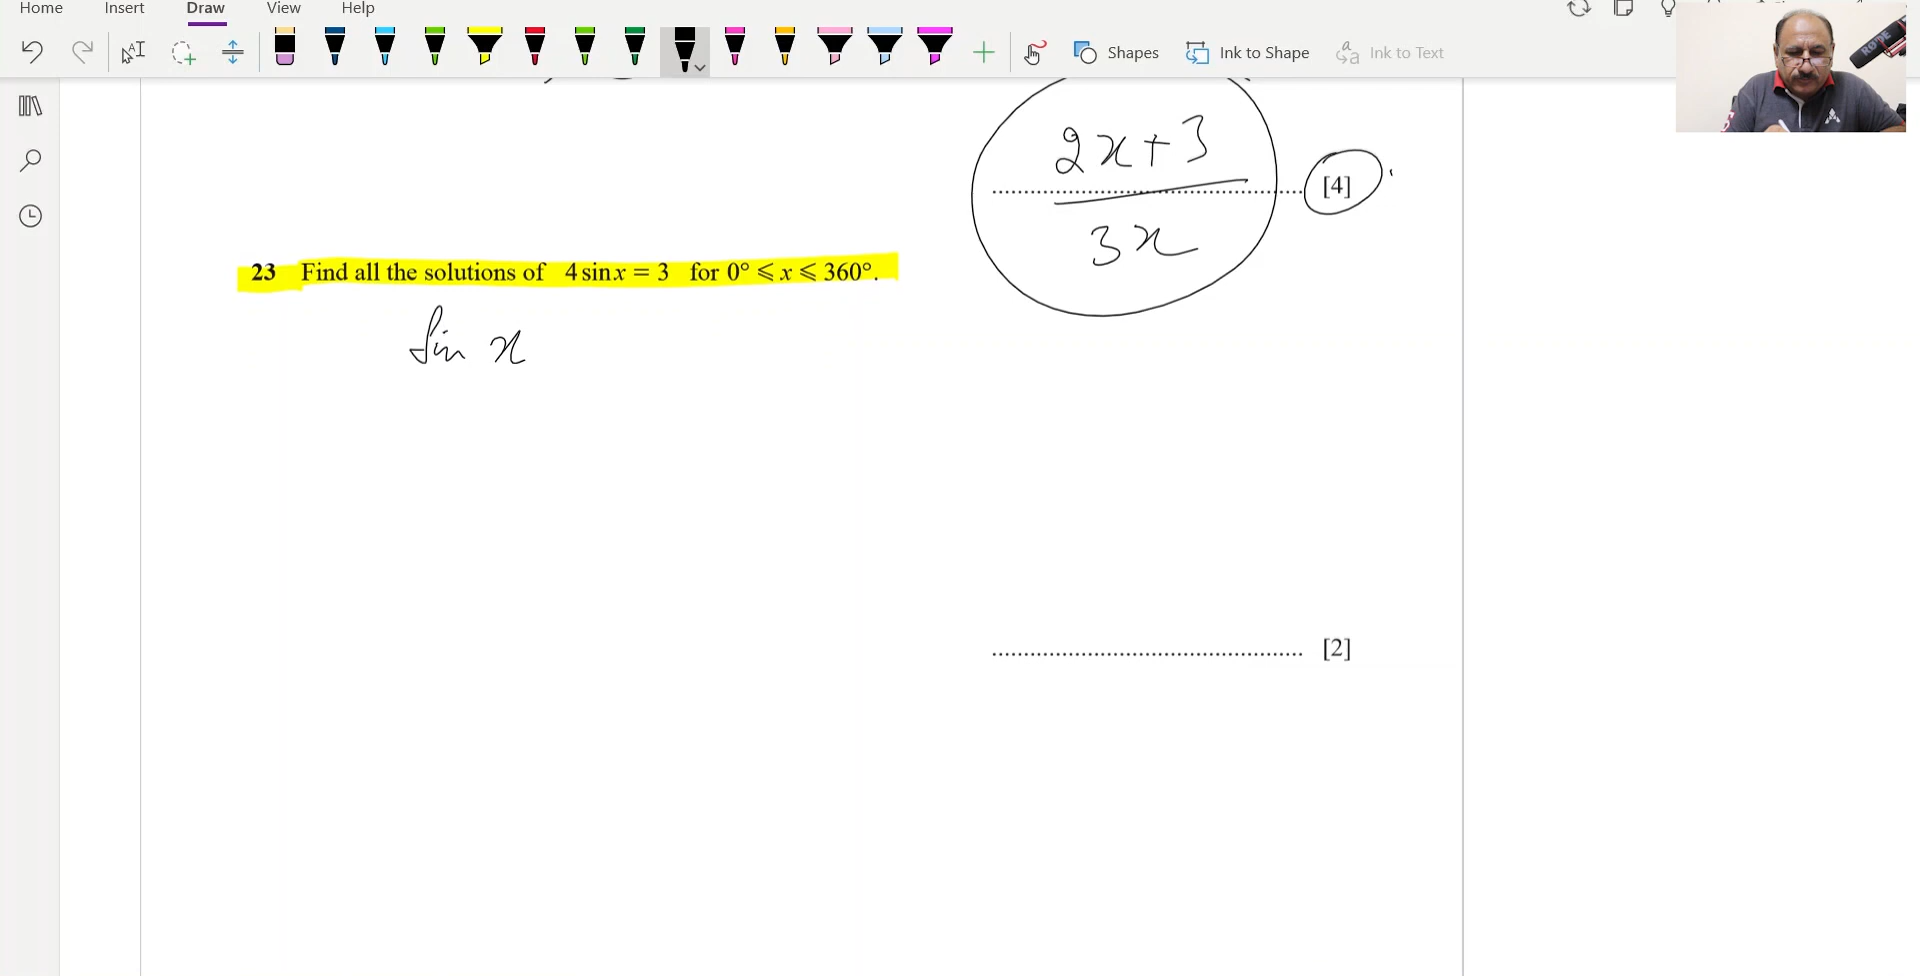 Home Insert Draw View Help
Shapes Ink to Shape Ink to Text
RØDE
2x+3
3x
[4]
23 Find all the solutions of 4 sin x = 3 for 0° ⩽ x ⩽ 360°.
Sin x
[2]